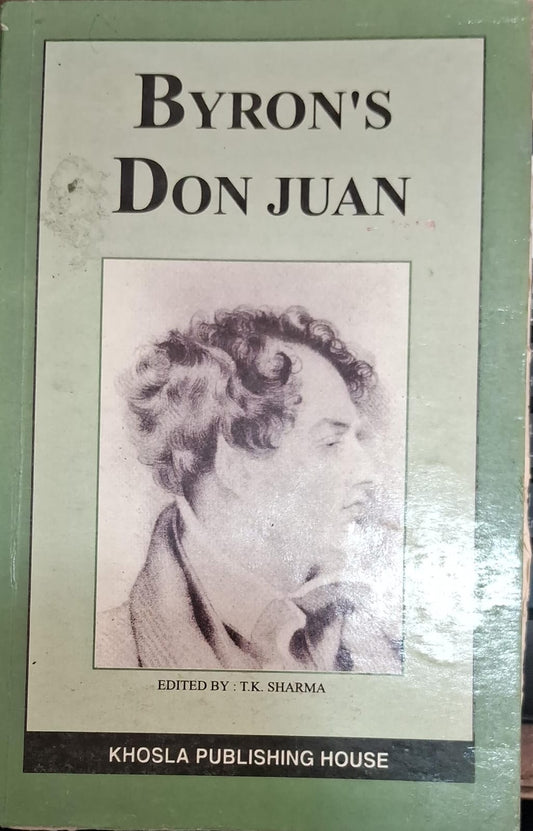 BYRON'S
DON JUAN
EDITED BY : T.K. SHARMA
KHOSLA PUBLISHING HOUSE